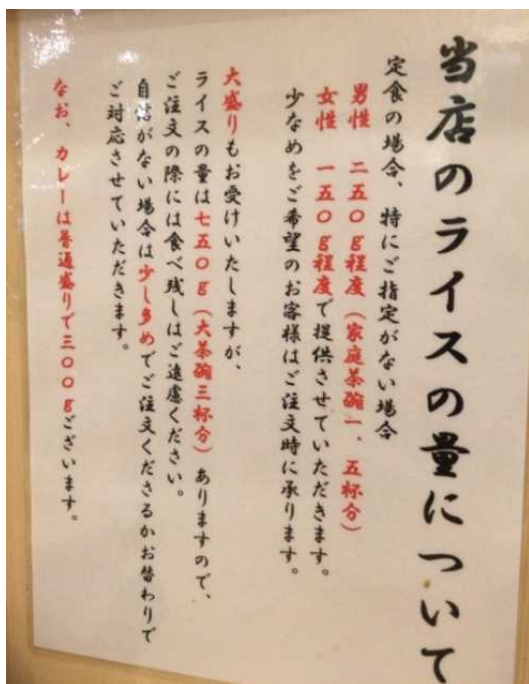 当店のライスの量について
定食の場合、特にご指定がない場合
男性 二五〇g程度(家庭茶碗一、五杯分)
女性 一五〇g程度で提供させていただきます。
少なめをご希望のお客様はご注文時に承ります。
大盛りもお受けいたしますが、
ライスの量は七五〇g(大茶碗三杯分)ありますので、
ご注文の際には食べ残しはご遠慮ください。
自信がない場合は少し多めでご注文くださるかお替わりで
ご対応させていただきます。
なお、カレーは普通盛りで三〇〇gございます。